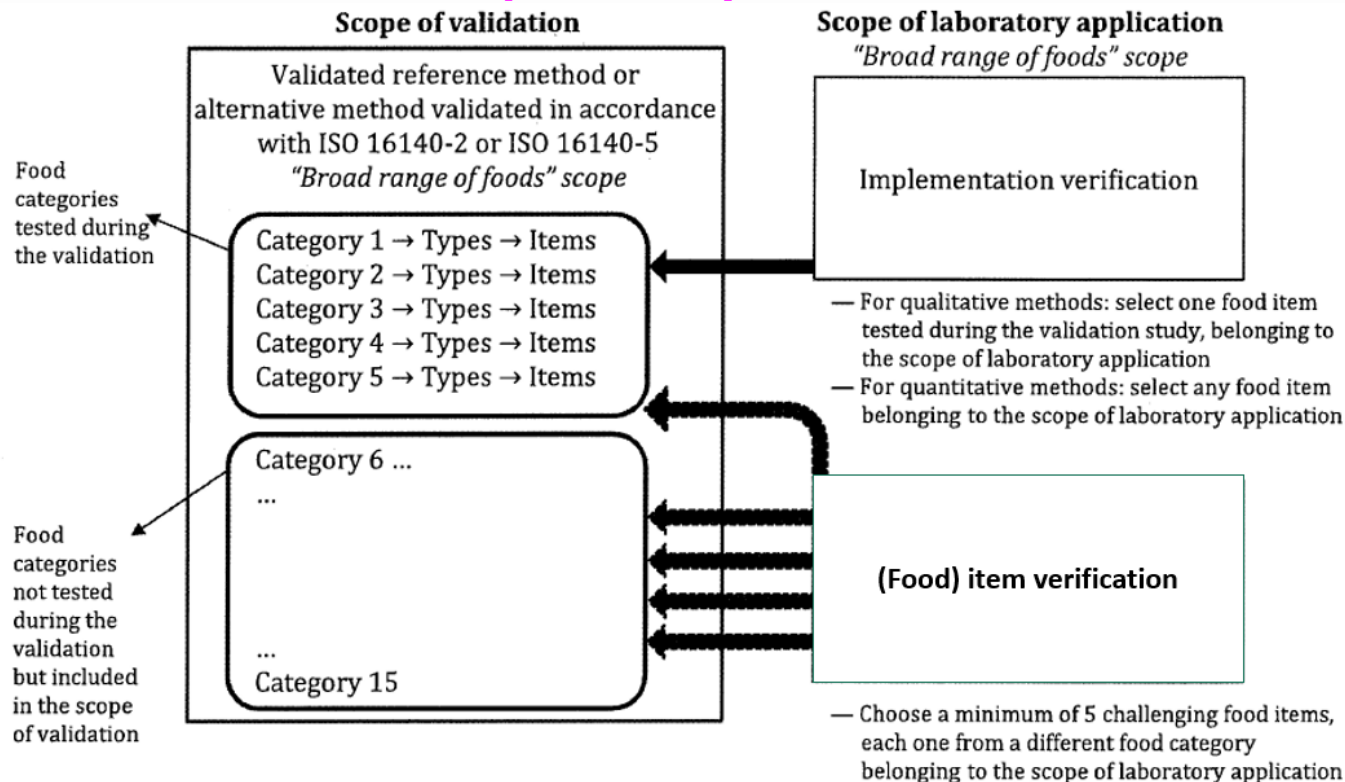 Scope of validation
Validated reference method or
alternative method validated in accordance
with ISO 16140-2 or ISO 16140-5
"Broad range of foods" scope
Food
categories
tested during
the validation
Category 1 → Types → Items
Category 2 → Types → Items
Category 3 → Types → Items
Category 4 → Types → Items
Category 5 → Types → Items
Category 6 ...
...
...
Category 15
Food
categories
not tested
during the
validation
but included
in the scope
of validation
Scope of laboratory application
"Broad range of foods" scope
Implementation verification
— For qualitative methods: select one food item
tested during the validation study, belonging to
the scope of laboratory application
— For quantitative methods: select any food item
belonging to the scope of laboratory application
(Food) item verification
— Choose a minimum of 5 challenging food items,
each one from a different food category
belonging to the scope of laboratory application